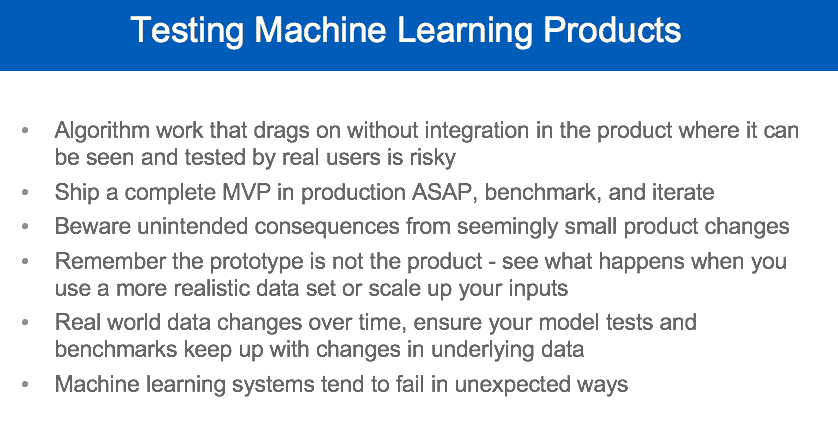 Testing Machine Learning Products
• Algorithm work that drags on without integration in the product where it can
be seen and tested by real users is risky
• Ship a complete MVP in production ASAP, benchmark, and iterate
• Beware unintended consequences from seemingly small product changes
• Remember the prototype is not the product - see what happens when you
use a more realistic data set or scale up your inputs
• Real world data changes over time, ensure your model tests and
benchmarks keep up with changes in underlying data
• Machine learning systems tend to fail in unexpected ways